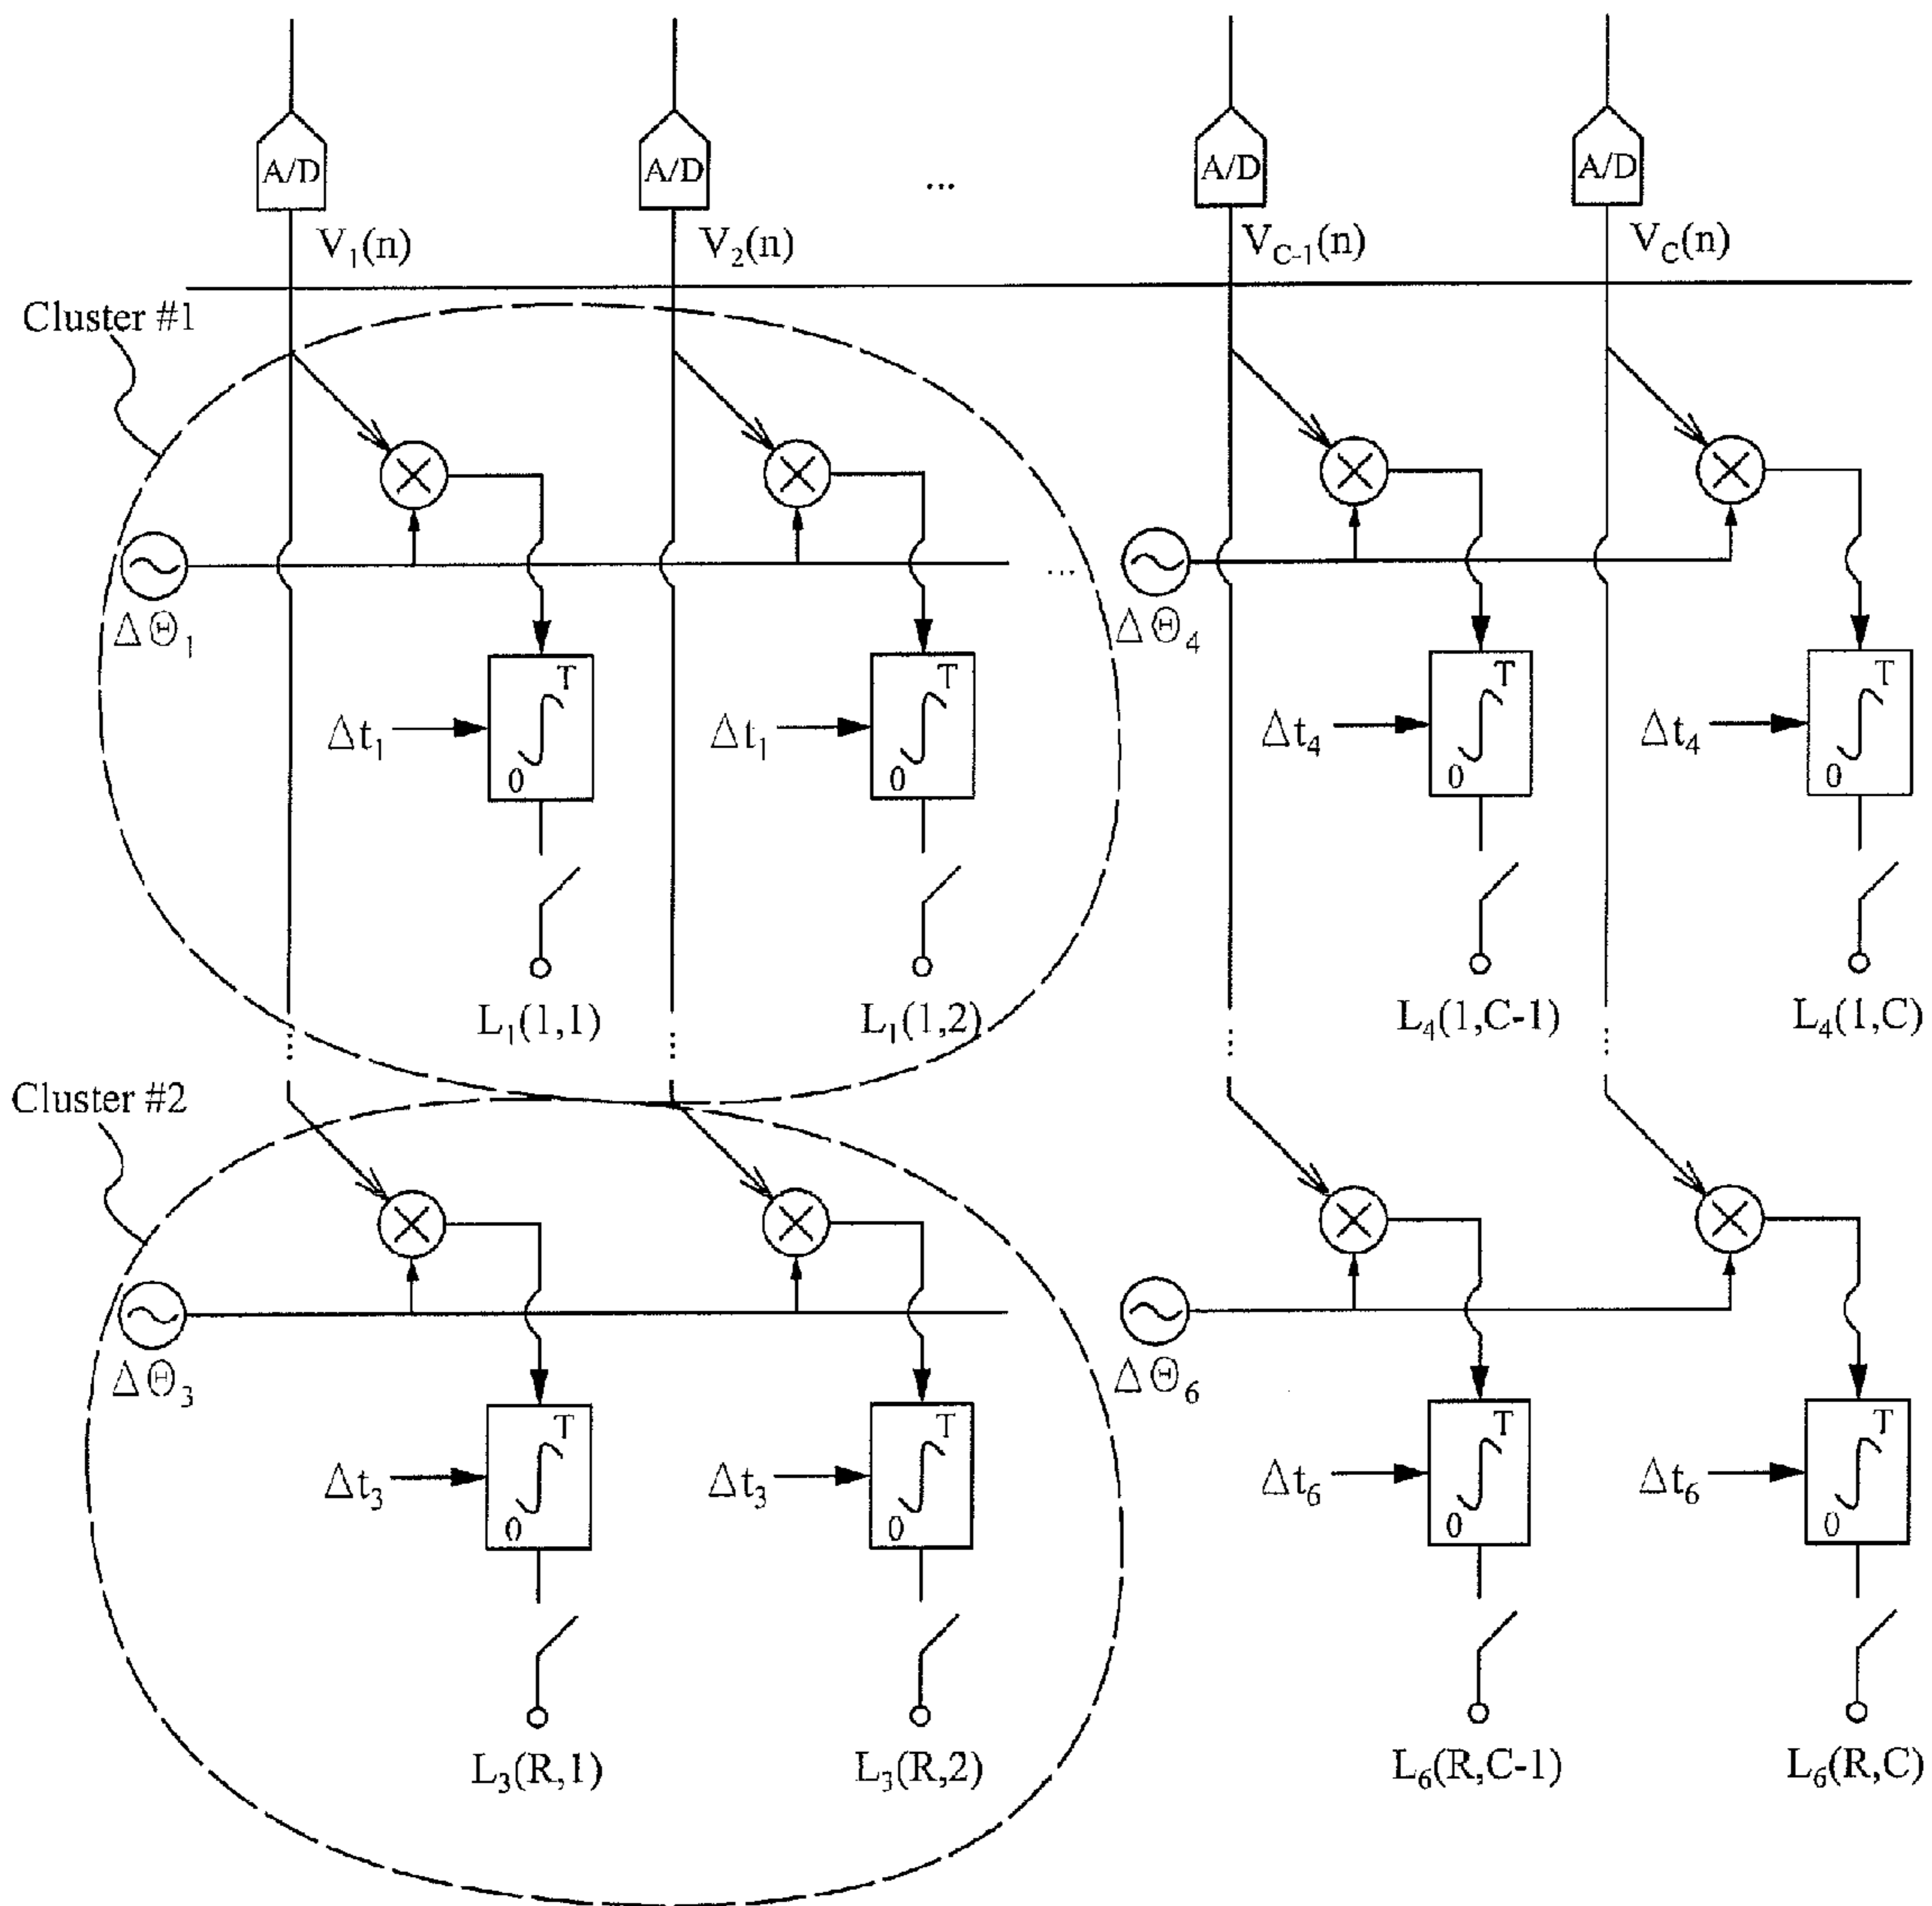 A/D A/D ... A/D A/D
V₁(n) V₂(n) V_C-1(n) V_C(n)
Cluster #1
...
ΔΘ₁ ΔΘ₄
T T T T
Δt₁ Δt₁ Δt₄ Δt₄
0 0 0 0
L₁(1,1) L₁(1,2) L₄(1,C-1) L₄(1,C)
Cluster #2
ΔΘ₃ ΔΘ₆
T T T T
Δt₃ Δt₃ Δt₆ Δt₆
0 0 0 0
L₃(R,1) L₃(R,2) L₆(R,C-1) L₆(R,C)